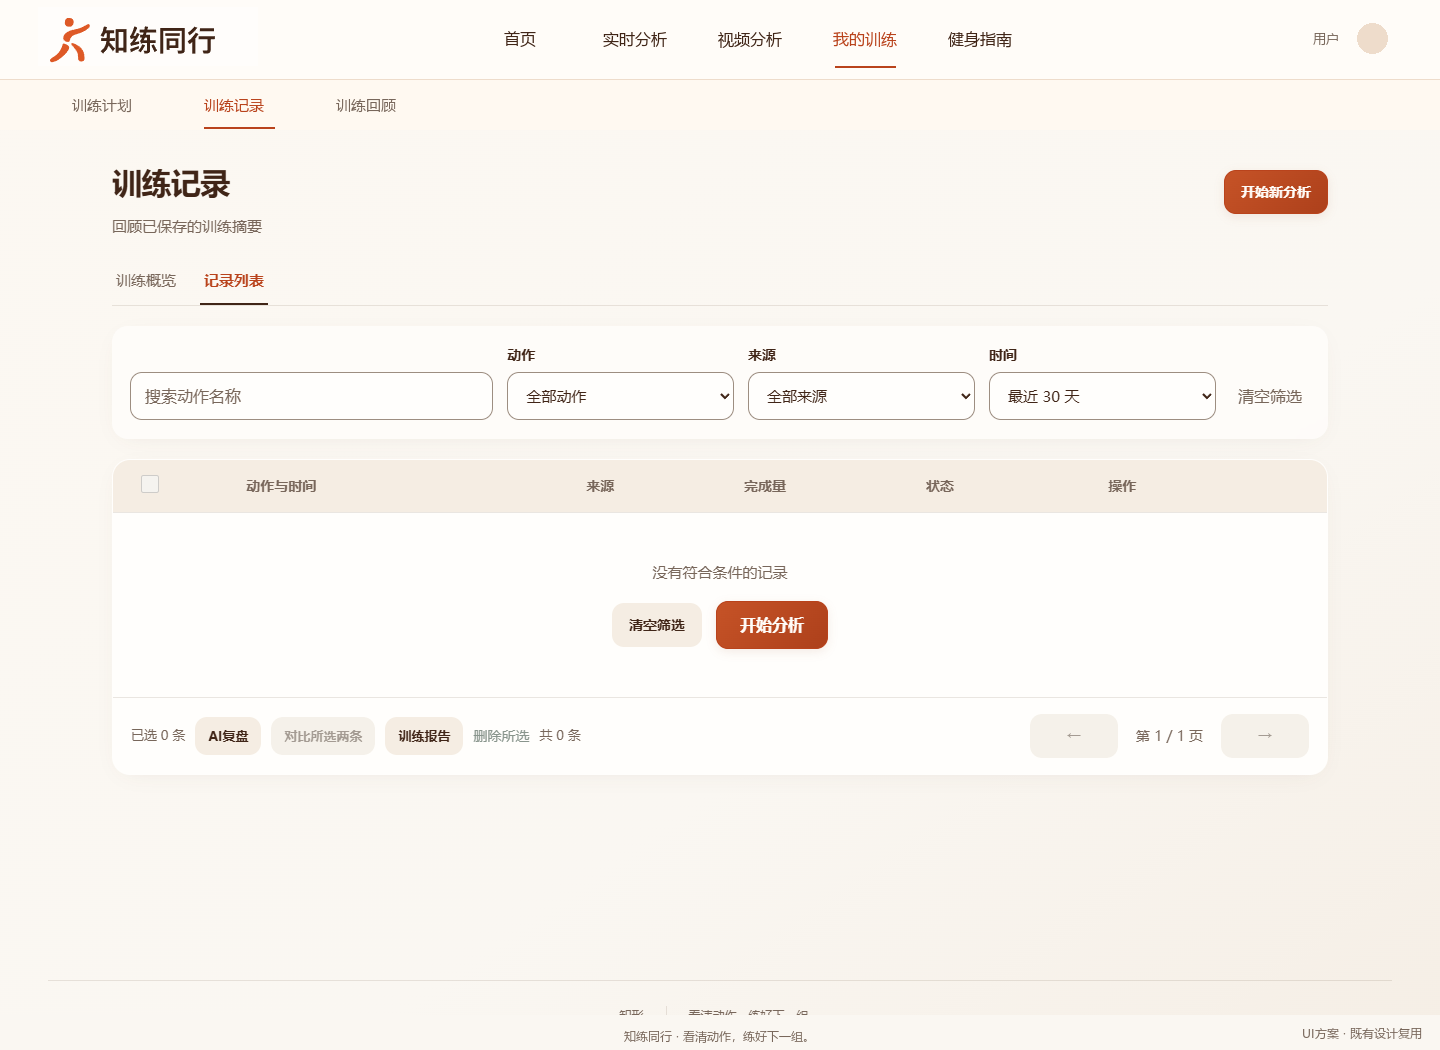 知练同行
首页 实时分析 视频分析 我的训练 健身指南 用户
训练计划 训练记录 训练回顾
训练记录
开始新分析
回顾已保存的训练摘要
训练概览 记录列表
动作 来源 时间
搜索动作名称 全部动作 全部来源 最近 30 天 清空筛选
动作与时间 来源 完成量 状态 操作
没有符合条件的记录
清空筛选 开始分析
已选 0 条 AI复盘 对比所选两条 训练报告 删除所选 共 0 条 ← 第 1 / 1 页 →
知练同行 · 看清动作，练好下一组。
UI方案 · 既有设计复用